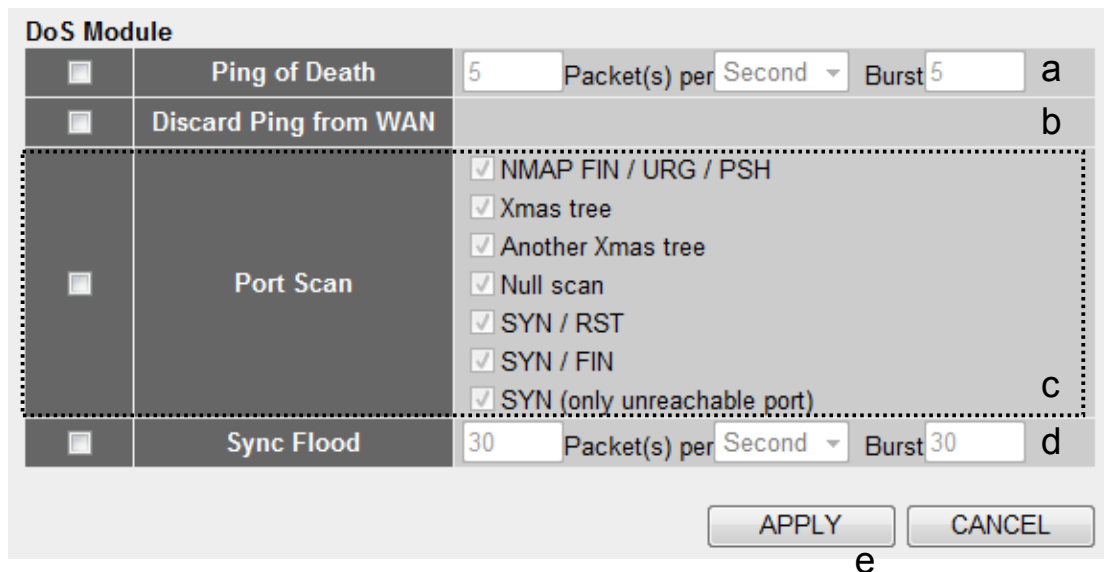 DoS Module
Ping of Death 5 Packet(s) per Second Burst 5 a
Discard Ping from WAN b
NMAP FIN / URG / PSH
Xmas tree
Another Xmas tree
Port Scan Null scan
SYN / RST
SYN / FIN
SYN (only unreachable port) c
Sync Flood 30 Packet(s) per Second Burst 30 d
APPLY CANCEL
e